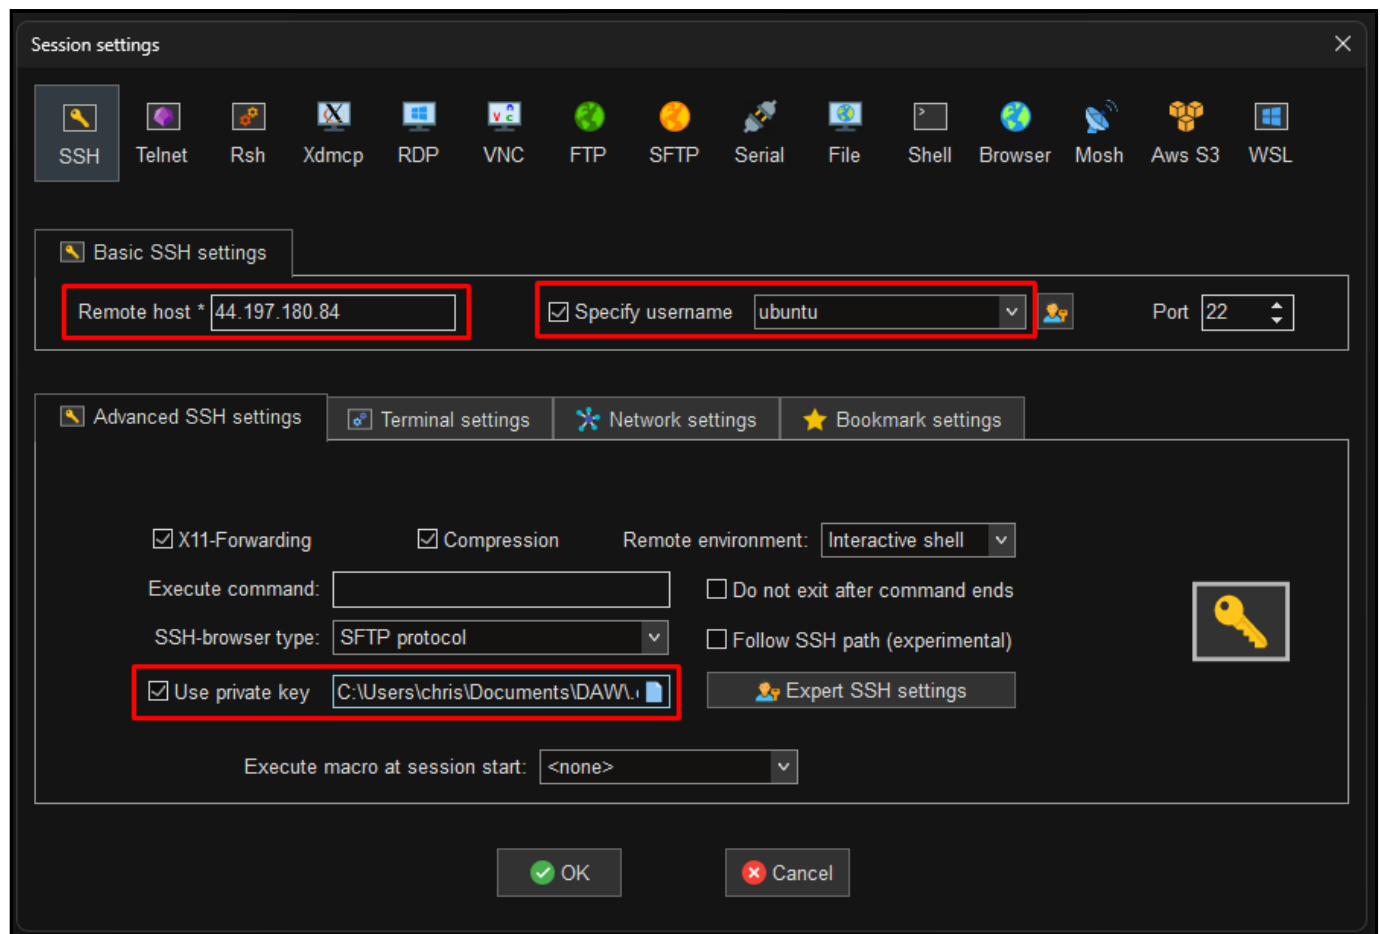 Session settings
SSH Telnet Rsh Xdmcp RDP VNC FTP SFTP Serial File Shell Browser Mosh Aws S3 WSL
Basic SSH settings
Remote host * 44.197.180.84 Specify username ubuntu Port 22
Advanced SSH settings Terminal settings Network settings Bookmark settings
X11-Forwarding Compression Remote environment: Interactive shell
Execute command: Do not exit after command ends
SSH-browser type: SFTP protocol Follow SSH path (experimental)
Use private key C:\Users\chris\Documents\DAW\. Expert SSH settings
Execute macro at session start: <none>
OK Cancel